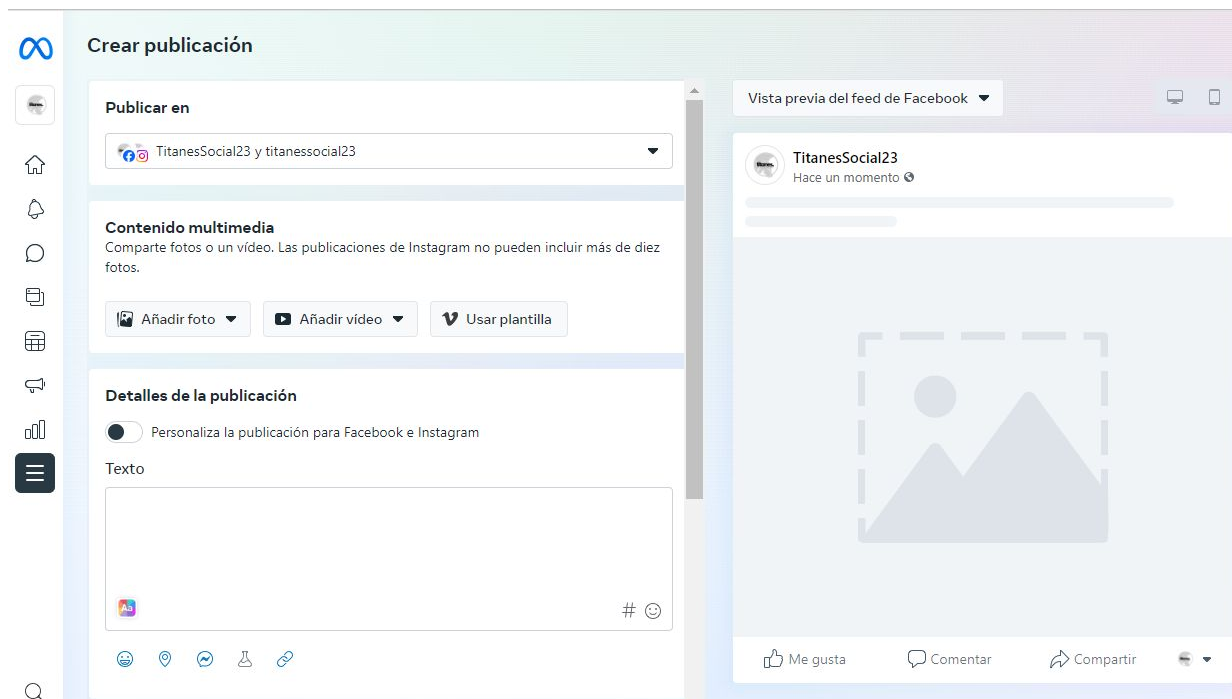 Crear publicación
Publicar en
TitanesSocial23 y titanessocial23
Contenido multimedia
Comparte fotos o un vídeo. Las publicaciones de Instagram no pueden incluir más de diez
fotos.
Añadir foto
Añadir vídeo
Usar plantilla
Detalles de la publicación
Personaliza la publicación para Facebook e Instagram
Texto
Aa
#
Vista previa del feed de Facebook
TitanesSocial23
Hace un momento
Me gusta
Comentar
Compartir